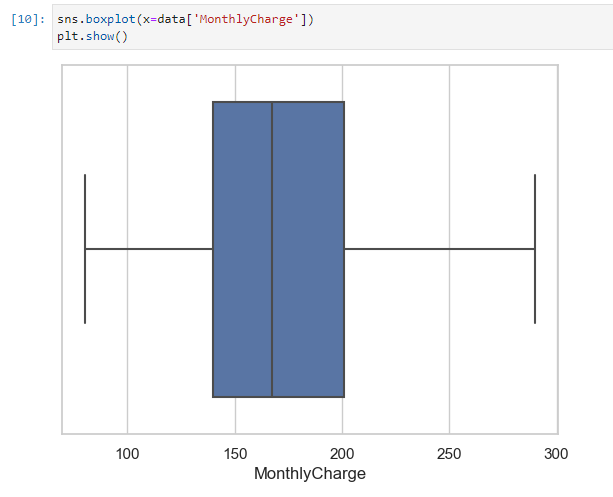 [10]: sns.boxplot(x=data['MonthlyCharge'])
plt.show()
100 150 200 250 300
MonthlyCharge